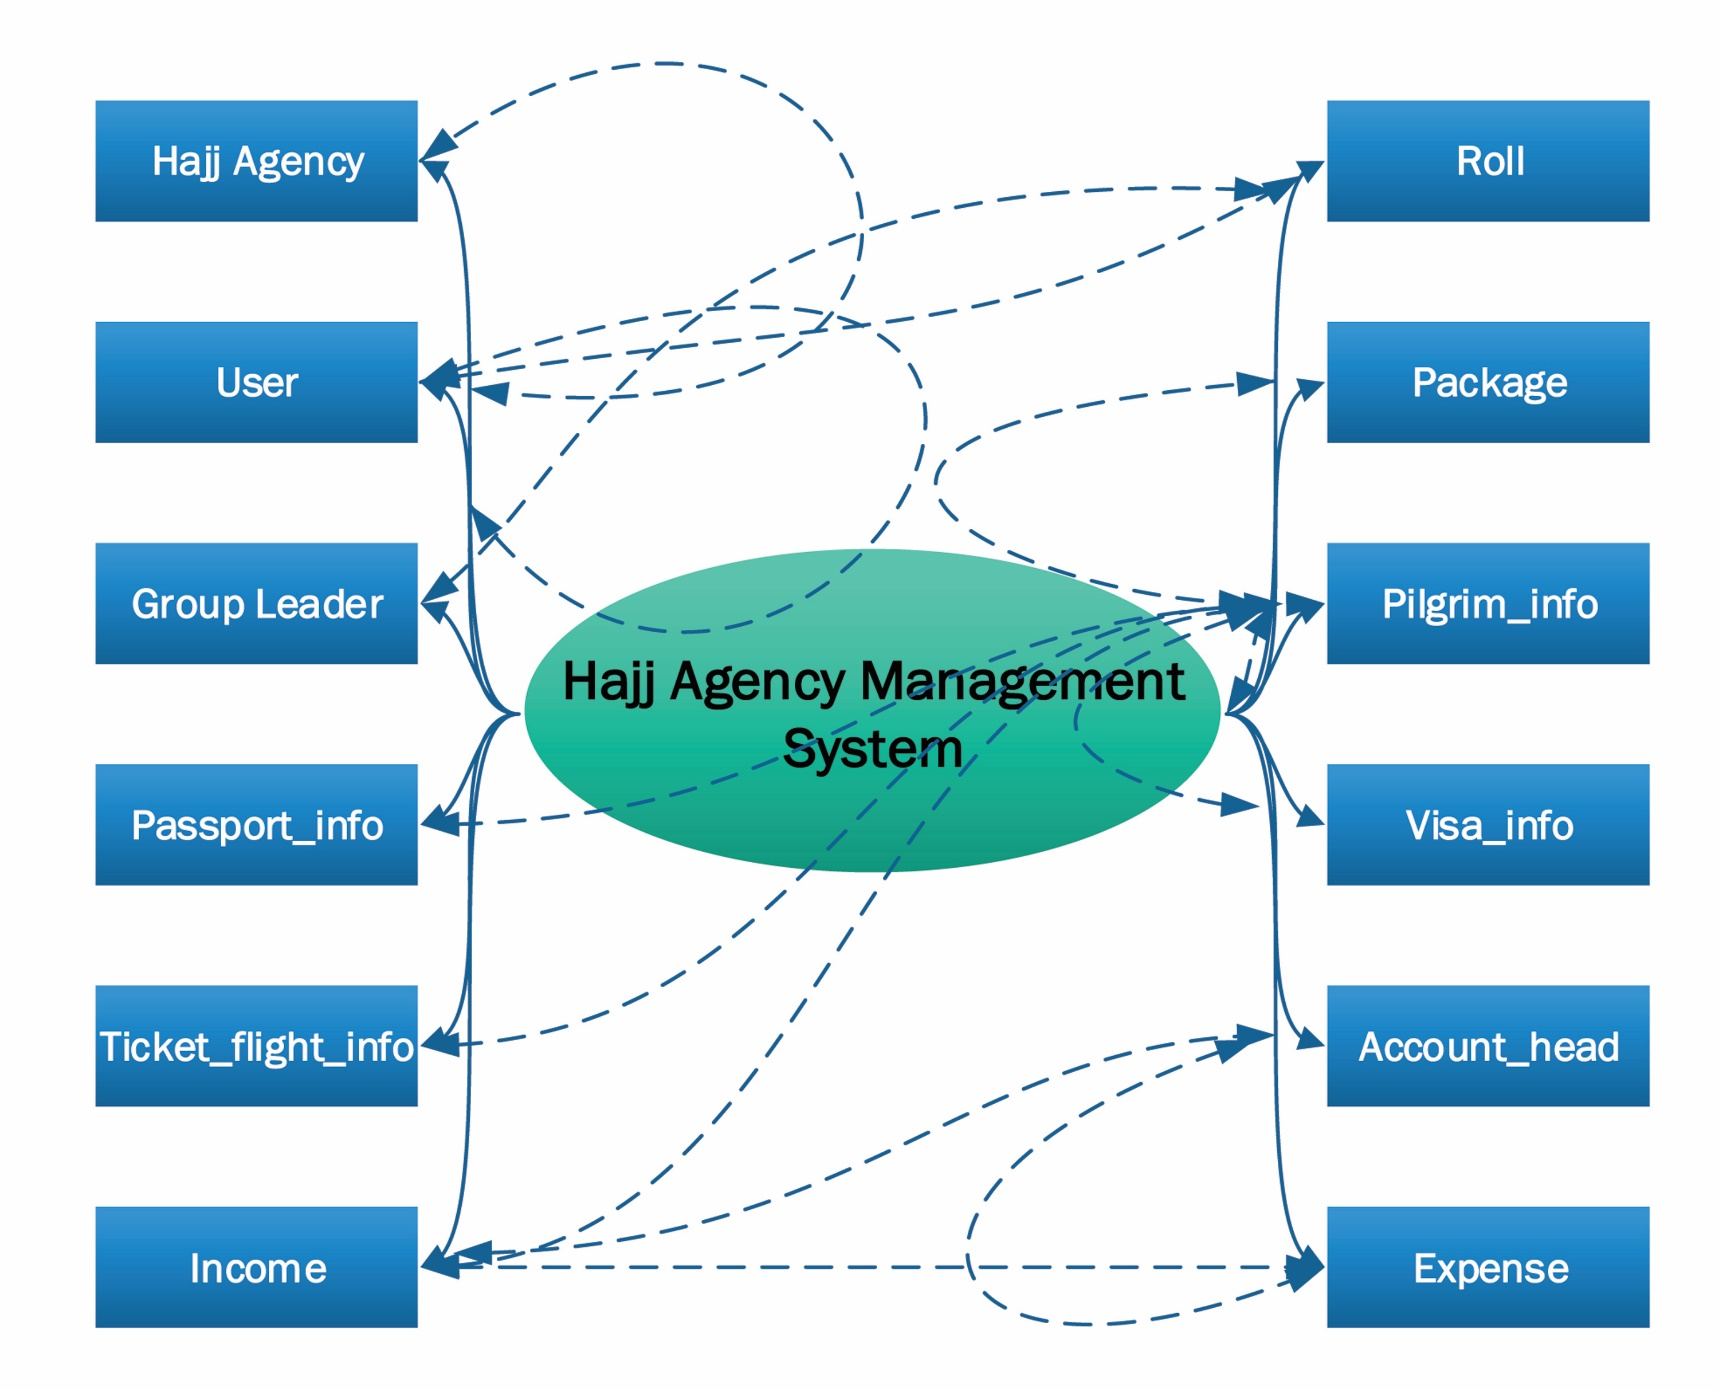 Hajj Agency
User
Group Leader
Passport_info
Ticket_flight_info
Income
Hajj Agency Management
System
Roll
Package
Pilgrim_info
Visa_info
Account_head
Expense